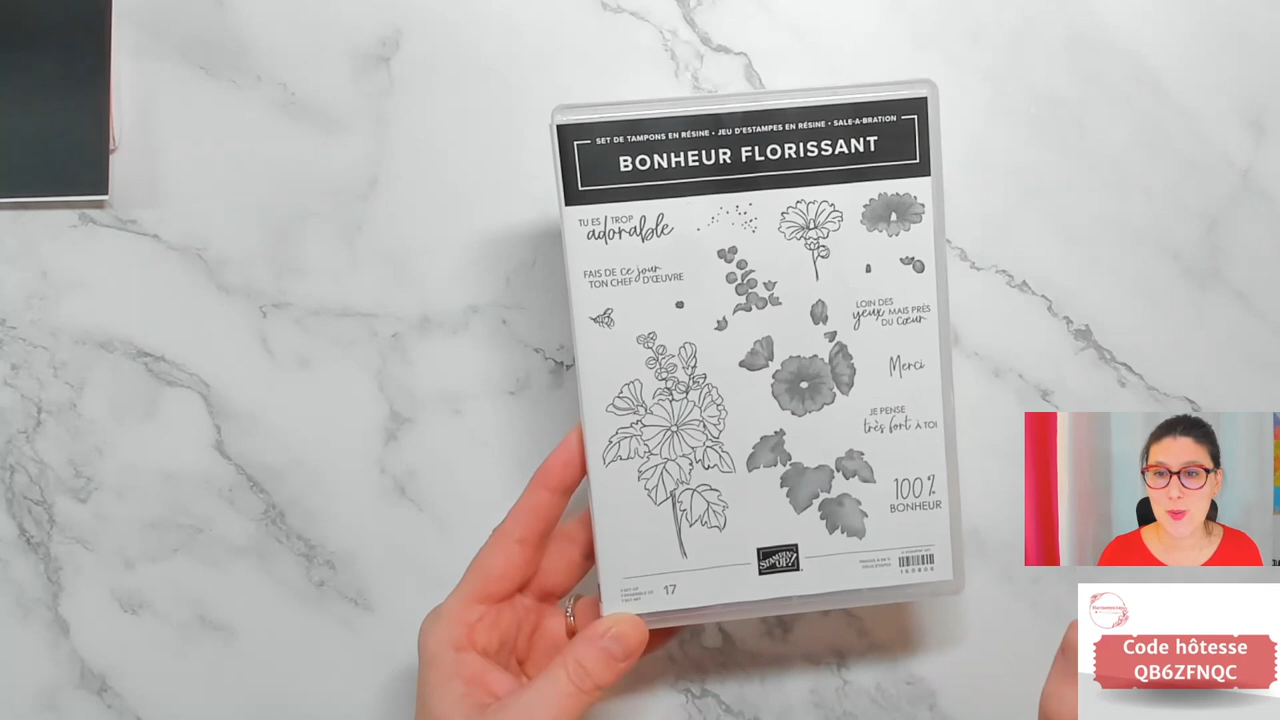 SET DE TAMPONS EN RÉSINE • JEU D'ESTAMPES EN RÉSINE • SALE-A-BRATION
BONHEUR FLORISSANT
TU ES TROP
adorable
FAIS DE ce jour
TON CHEF D'ŒUVRE
LOIN DES
yeux MAIS PRÈS
DU cœur
Merci
JE PENSE
très fort À TOI
100%
BONHEUR
STAMPIN'
UP!
17
Code hôtesse
QB6ZFNQC